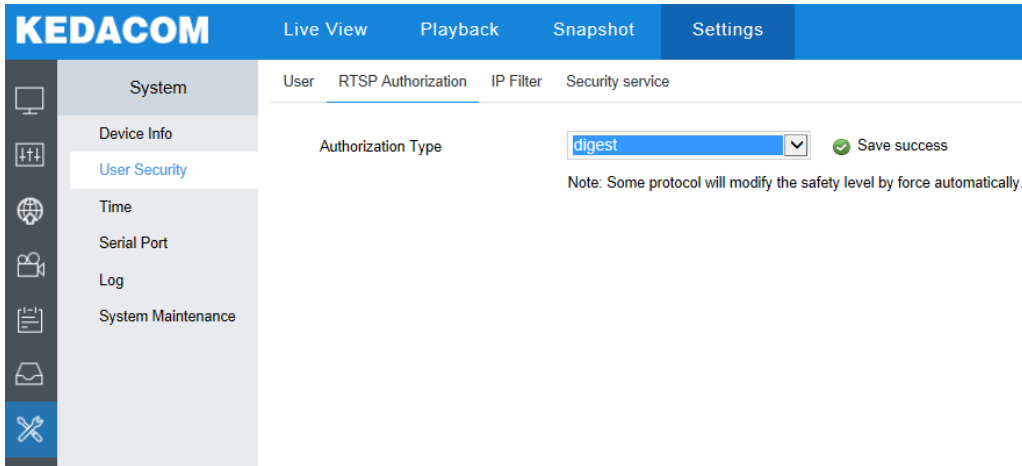 KEDACOM Live View Playback Snapshot Settings
System
Device Info
User Security
Time
Serial Port
Log
System Maintenance
User RTSP Authorization IP Filter Security service
Authorization Type digest Save success
Note: Some protocol will modify the safety level by force automatically.